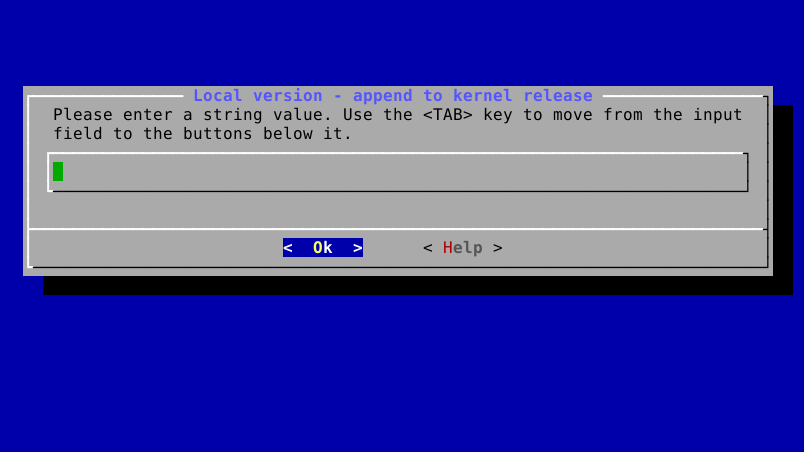 Local version - append to kernel release
Please enter a string value. Use the <TAB> key to move from the input
field to the buttons below it.
< Ok > < Help >